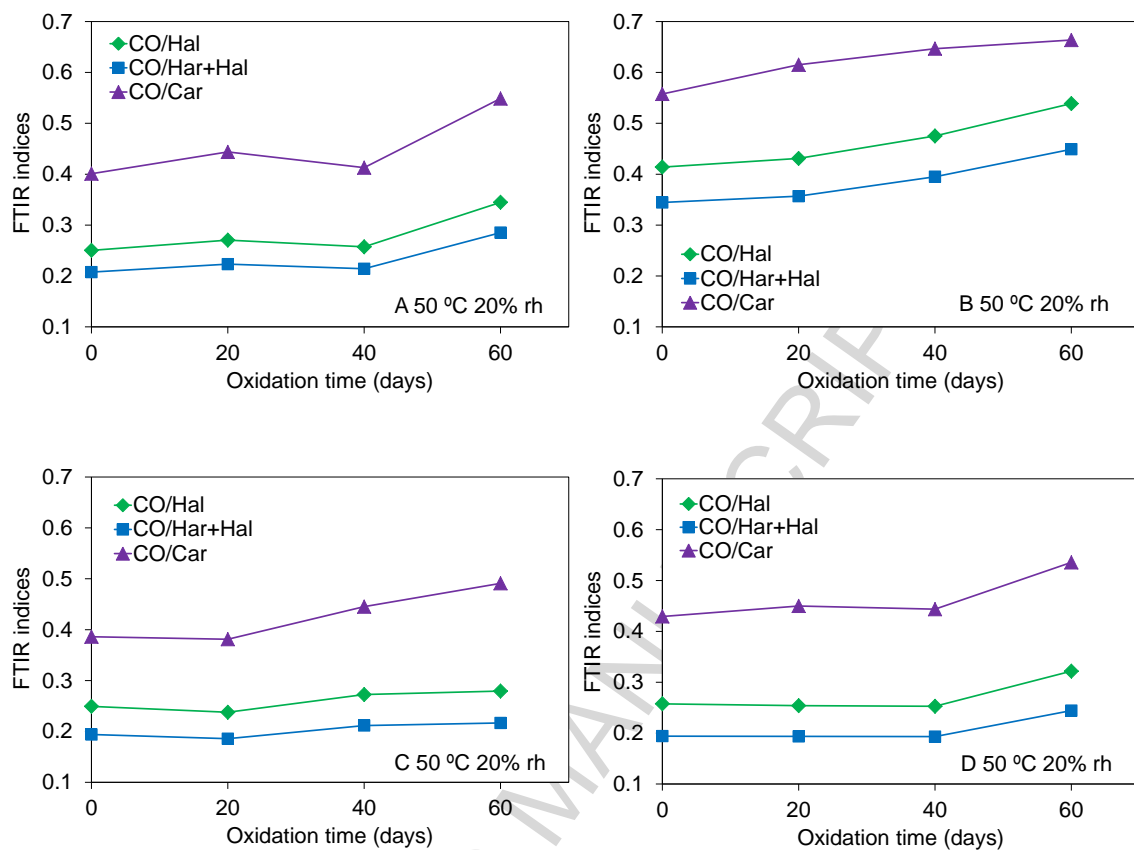 0.7
0.6
0.5
0.4
0.3
0.2
0.1
FTIR indices
CO/Hal
CO/Har+Hal
CO/Car
A 50 ºC 20% rh
0 20 40 60
Oxidation time (days)
0.7
0.6
0.5
0.4
0.3
0.2
0.1
FTIR indices
CO/Hal
CO/Har+Hal
CO/Car
B 50 ºC 20% rh
0 20 40 60
Oxidation time (days)
0.7
0.6
0.5
0.4
0.3
0.2
0.1
FTIR indices
CO/Hal
CO/Har+Hal
CO/Car
C 50 ºC 20% rh
0 20 40 60
Oxidation time (days)
0.7
0.6
0.5
0.4
0.3
0.2
0.1
FTIR indices
CO/Hal
CO/Har+Hal
CO/Car
D 50 ºC 20% rh
0 20 40 60
Oxidation time (days)